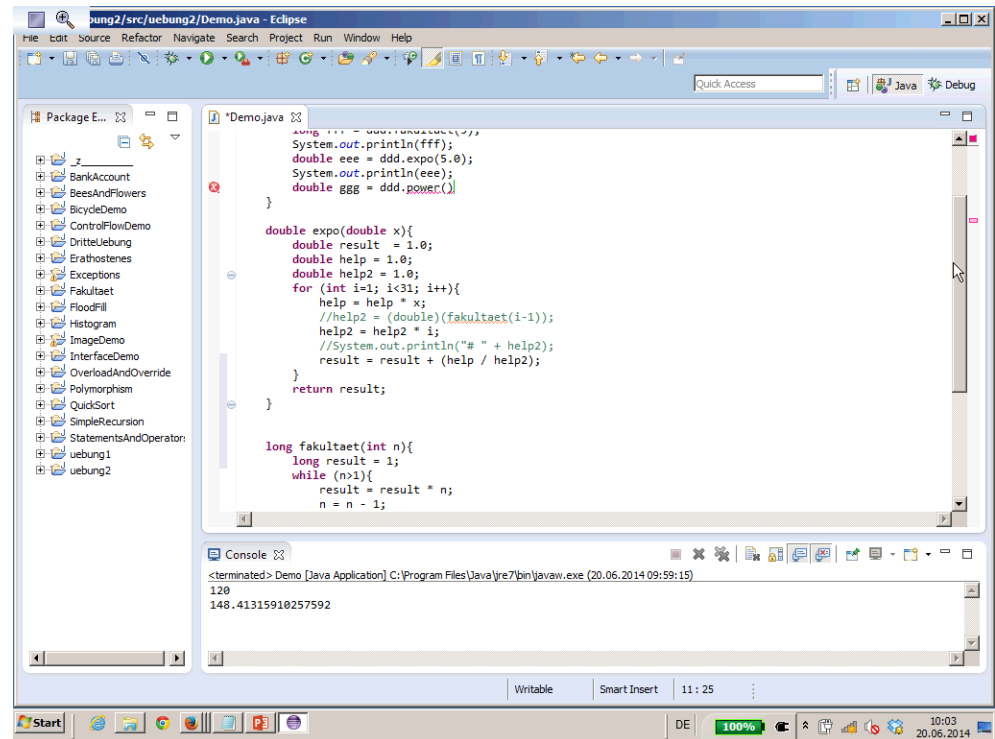 bung2/src/uebung2/Demo.java - Eclipse
File Edit Source Refactor Navigate Search Project Run Window Help
Quick Access
Java
Debug
Package E...
_z_________
BankAccount
BeesAndFlowers
BicycleDemo
ControlFlowDemo
DritteUebung
Erathostenes
Exceptions
Fakultaet
FloodFill
Histogram
ImageDemo
InterfaceDemo
OverloadAndOverride
Polymorphism
QuickSort
SimpleRecursion
StatementsAndOperator
uebung1
uebung2
*Demo.java
long fff = ddd.fakultaet(5);
System.out.println(fff);
double eee = ddd.expo(5.0);
System.out.println(eee);
double ggg = ddd.power()
}
double expo(double x){
double result  = 1.0;
double help = 1.0;
double help2 = 1.0;
for (int i=1; i<31; i++){
help = help * x;
//help2 = (double)(fakultaet(i-1));
help2 = help2 * i;
//System.out.println("# " + help2);
result = result + (help / help2);
}
return result;
}
long fakultaet(int n){
long result = 1;
while (n>1){
result = result * n;
n = n - 1;
Console
<terminated> Demo [Java Application] C:\Program Files\Java\jre7\bin\javaw.exe (20.06.2014 09:59:15)
120
148.41315910257592
Writable
Smart Insert
11 : 25
Start
DE
100%
10:03
20.06.2014